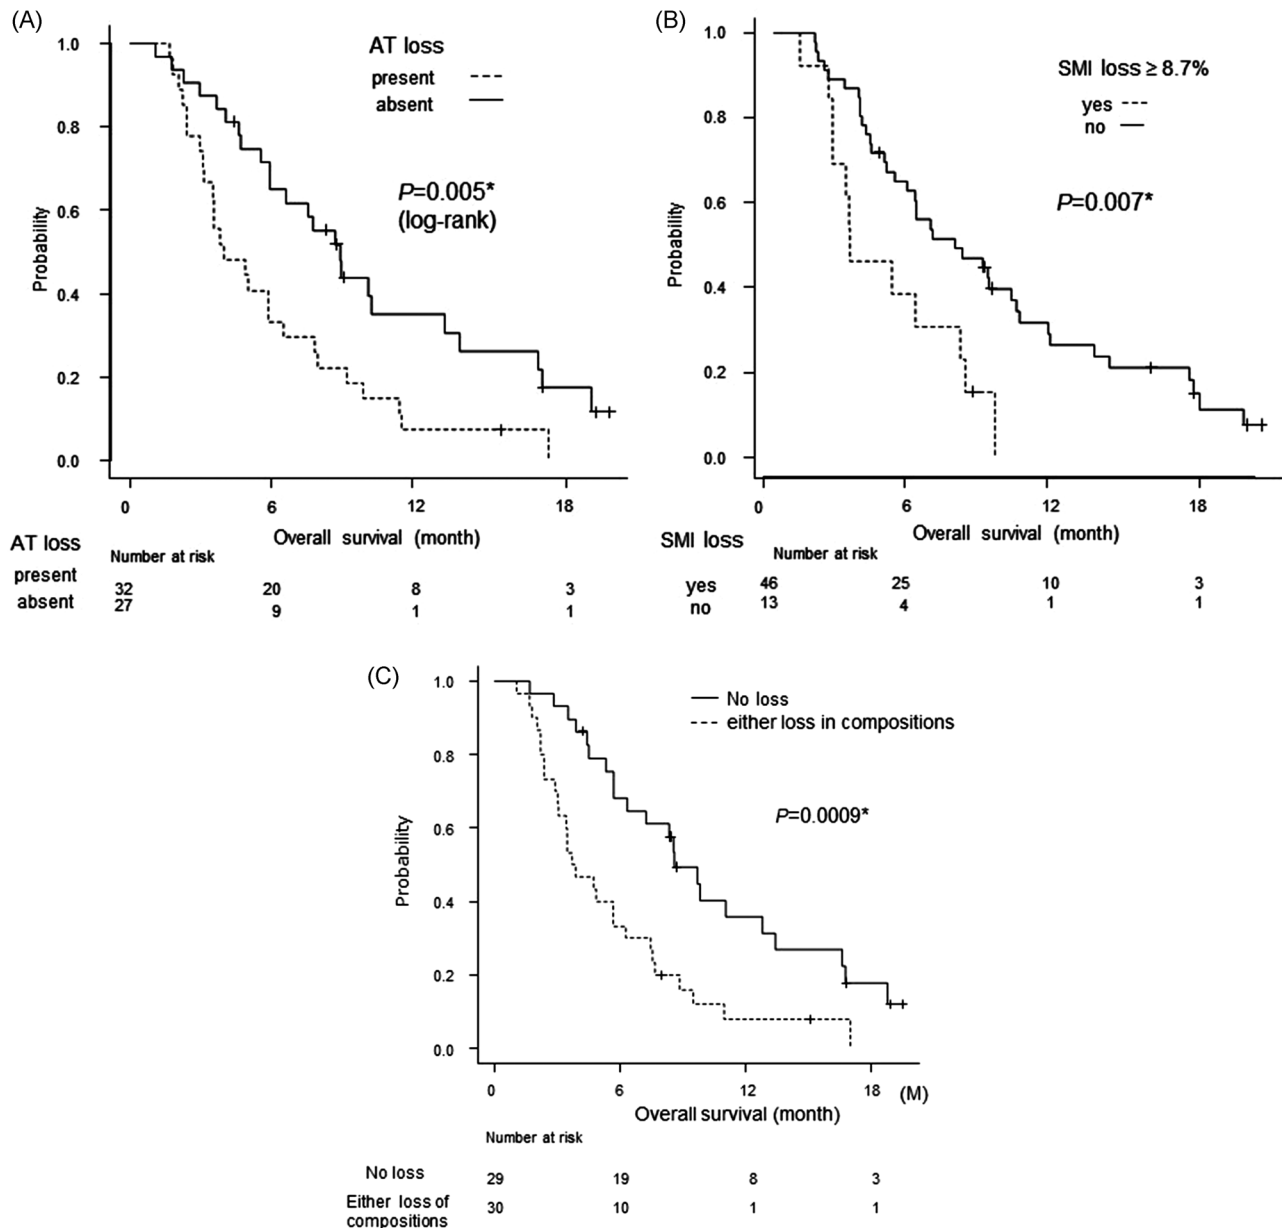 (A)
AT loss
present
absent
P=0.005*
(log-rank)
Probability
1.0
0.8
0.6
0.4
0.2
0.0
0 6 12 18
Overall survival (month)
AT loss
Number at risk
present 32 20 8 3
absent 27 9 1 1
(B)
SMI loss ≥ 8.7%
yes
no
P=0.007*
Probability
1.0
0.8
0.6
0.4
0.2
0.0
0 6 12 18
Overall survival (month)
SMI loss
Number at risk
yes 46 25 10 3
no 13 4 1 1
(C)
No loss
either loss in compositions
P=0.0009*
Probability
1.0
0.8
0.6
0.4
0.2
0.0
0 6 12 18 (M)
Overall survival (month)
Number at risk
No loss 29 19 8 3
Either loss of
compositions 30 10 1 1